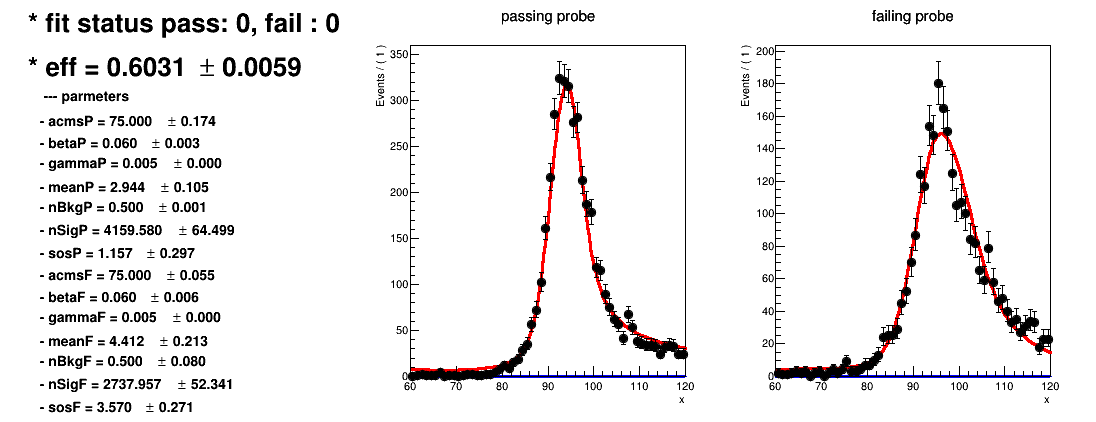 * fit status pass: 0, fail : 0
* eff = 0.6031 ± 0.0059
--- parmeters
- acmsP = 75.000 ± 0.174
- betaP = 0.060 ± 0.003
- gammaP = 0.005 ± 0.000
- meanP = 2.944 ± 0.105
- nBkgP = 0.500 ± 0.001
- nSigP = 4159.580 ± 64.499
- sosP = 1.157 ± 0.297
- acmsF = 75.000 ± 0.055
- betaF = 0.060 ± 0.006
- gammaF = 0.005 ± 0.000
- meanF = 4.412 ± 0.213
- nBkgF = 0.500 ± 0.080
- nSigF = 2737.957 ± 52.341
- sosF = 3.570 ± 0.271
passing probe
Events / ( 1 )
350
300
250
200
150
100
50
0
60 70 80 90 100 110 120
x
failing probe
Events / ( 1 )
200
180
160
140
120
100
80
60
40
20
0
60 70 80 90 100 110 120
x